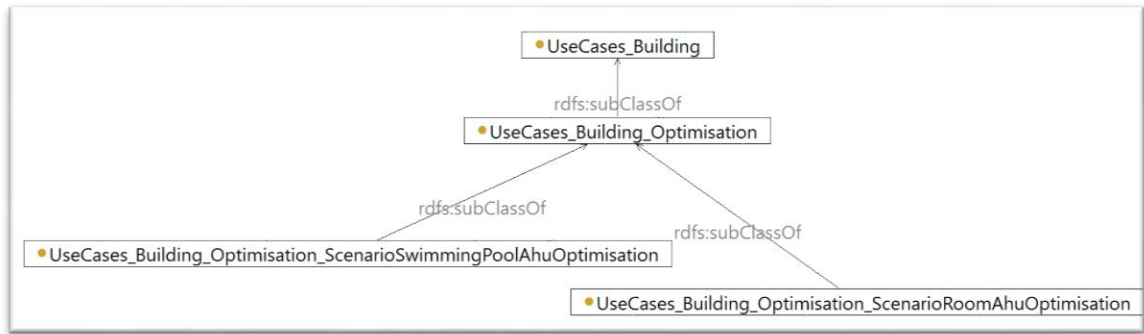 UseCases_Building
rdfs:subClassOf
UseCases_Building_Optimisation
rdfs:subClassOf
rdfs:subClassOf
UseCases_Building_Optimisation_ScenarioSwimmingPoolAhuOptimisation
UseCases_Building_Optimisation_ScenarioRoomAhuOptimisation